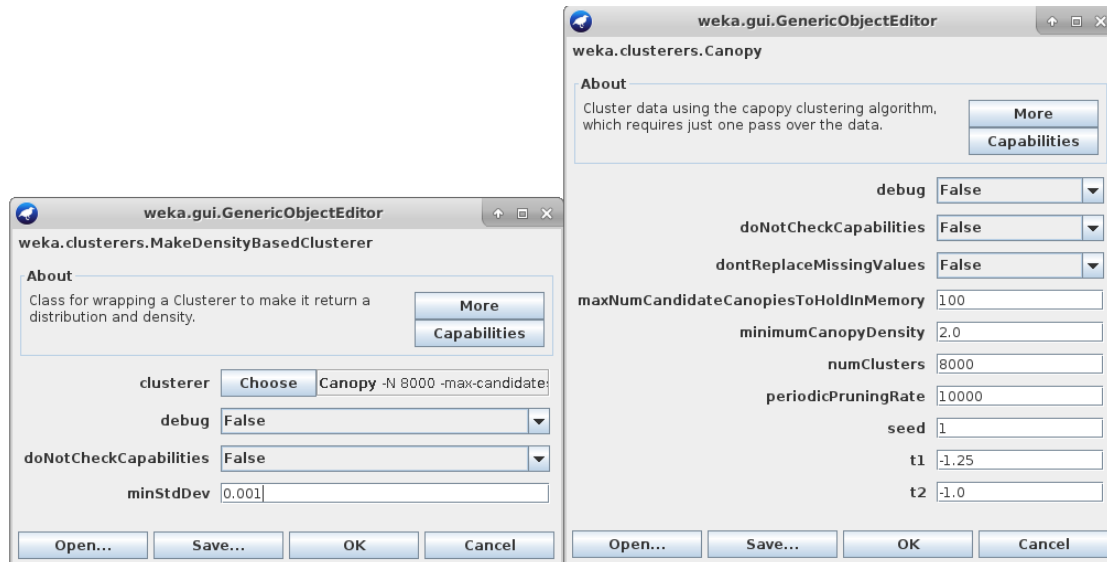 weka.gui.GenericObjectEditor
weka.clusterers.MakeDensityBasedClusterer
About
Class for wrapping a Clusterer to make it return a
distribution and density.
More
Capabilities
clusterer Choose Canopy -N 8000 -max-candidate
debug False
doNotCheckCapabilities False
minStdDev 0.001
Open... Save... OK Cancel
weka.gui.GenericObjectEditor
weka.clusterers.Canopy
About
Cluster data using the capopy clustering algorithm,
which requires just one pass over the data.
More
Capabilities
debug False
doNotCheckCapabilities False
dontReplaceMissingValues False
maxNumCandidateCanopiesToHoldInMemory 100
minimumCanopyDensity 2.0
numClusters 8000
periodicPruningRate 10000
seed 1
t1 -1.25
t2 -1.0
Open... Save... OK Cancel